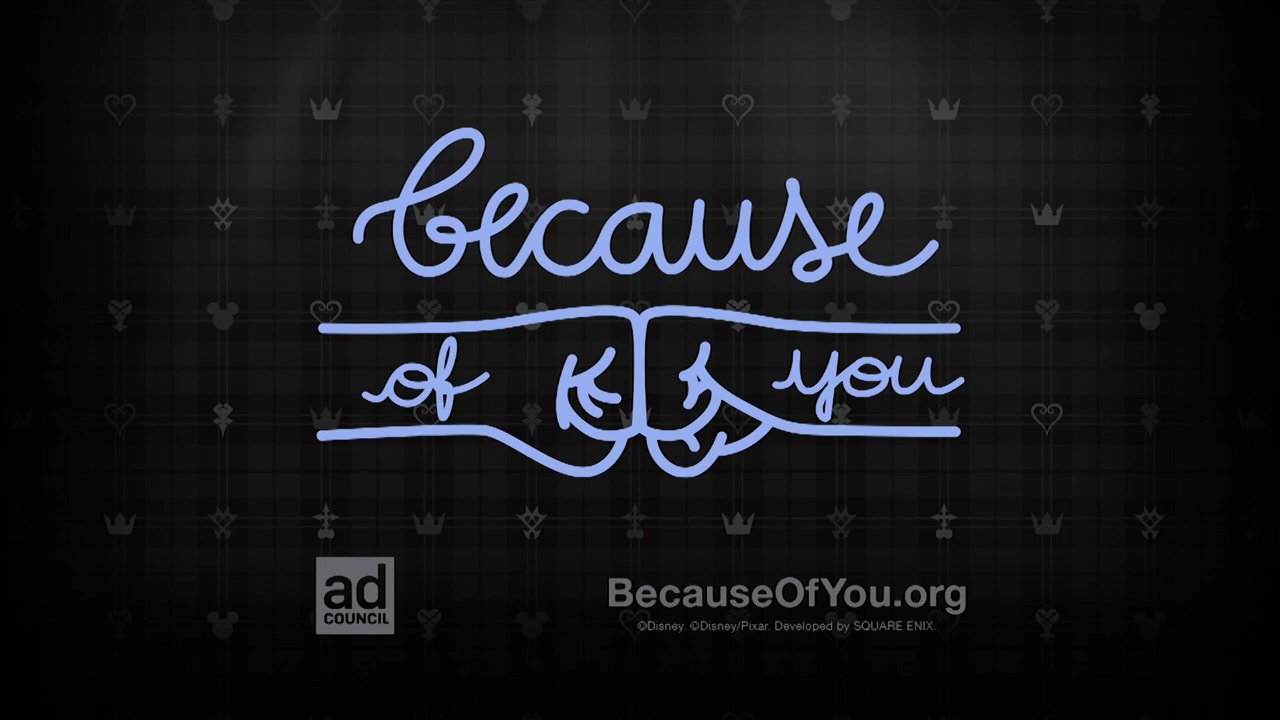 because
of you
ad
COUNCIL
BecauseOfYou.org
©Disney. ©Disney/Pixar. Developed by SQUARE ENIX.